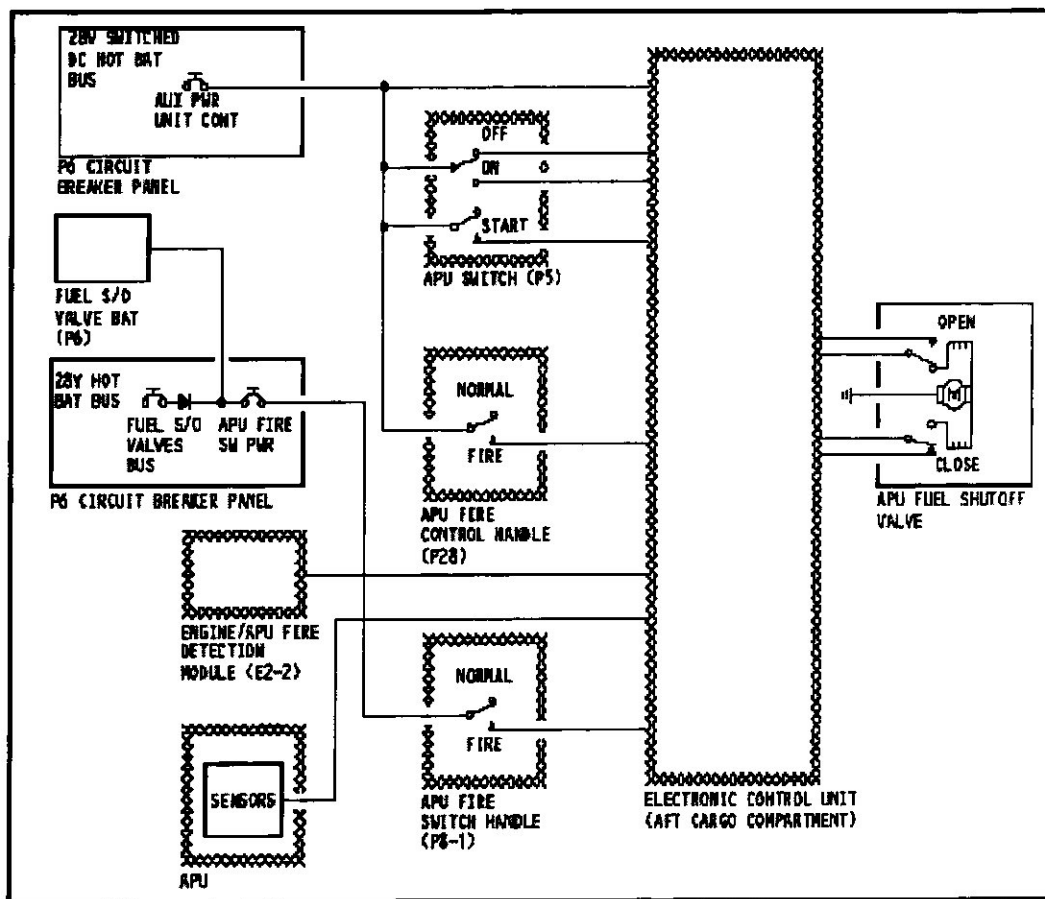 28V SWITCHED
DC HOT BAT
BUS
AUX PWR
UNIT CONT
P6 CIRCUIT
BREAKER PANEL
OFF
ON
START
APU SWITCH (P5)
FUEL S/O
VALVE BAT
(P6)
28V HOT
BAT BUS
FUEL S/O
VALVES
BUS
APU FIRE
SW PWR
P6 CIRCUIT BREAKER PANEL
NORMAL
FIRE
APU FIRE
CONTROL HANDLE
(P28)
OPEN
M
CLOSE
APU FUEL SHUTOFF
VALVE
ENGINE/APU FIRE
DETECTION
MODULE (E2-2)
NORMAL
FIRE
APU FIRE
SWITCH HANDLE
(P8-1)
SENSORS
APU
ELECTRONIC CONTROL UNIT
(AFT CARGO COMPARTMENT)